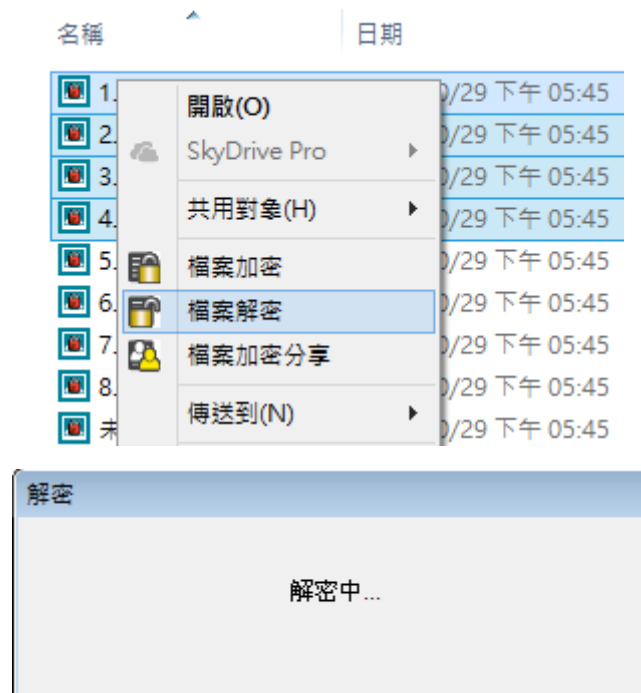 名稱 日期
1. 0/29 下午 05:45
開啟(O)
2. 0/29 下午 05:45
SkyDrive Pro
3. 0/29 下午 05:45
共用對象(H)
4. 0/29 下午 05:45
5. 0/29 下午 05:45
檔案加密
6. 0/29 下午 05:45
檔案解密
7. 0/29 下午 05:45
檔案加密分享
8. 0/29 下午 05:45
傳送到(N)
未 0/29 下午 05:45
解密
解密中...